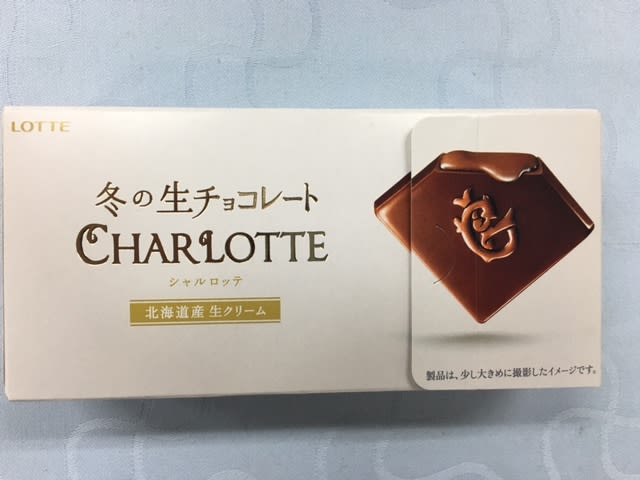 LOTTE
冬の生チョコレート
CHARLOTTE
シャルロッテ
北海道産 生クリーム
製品は、少し大きめに撮影したイメージです。